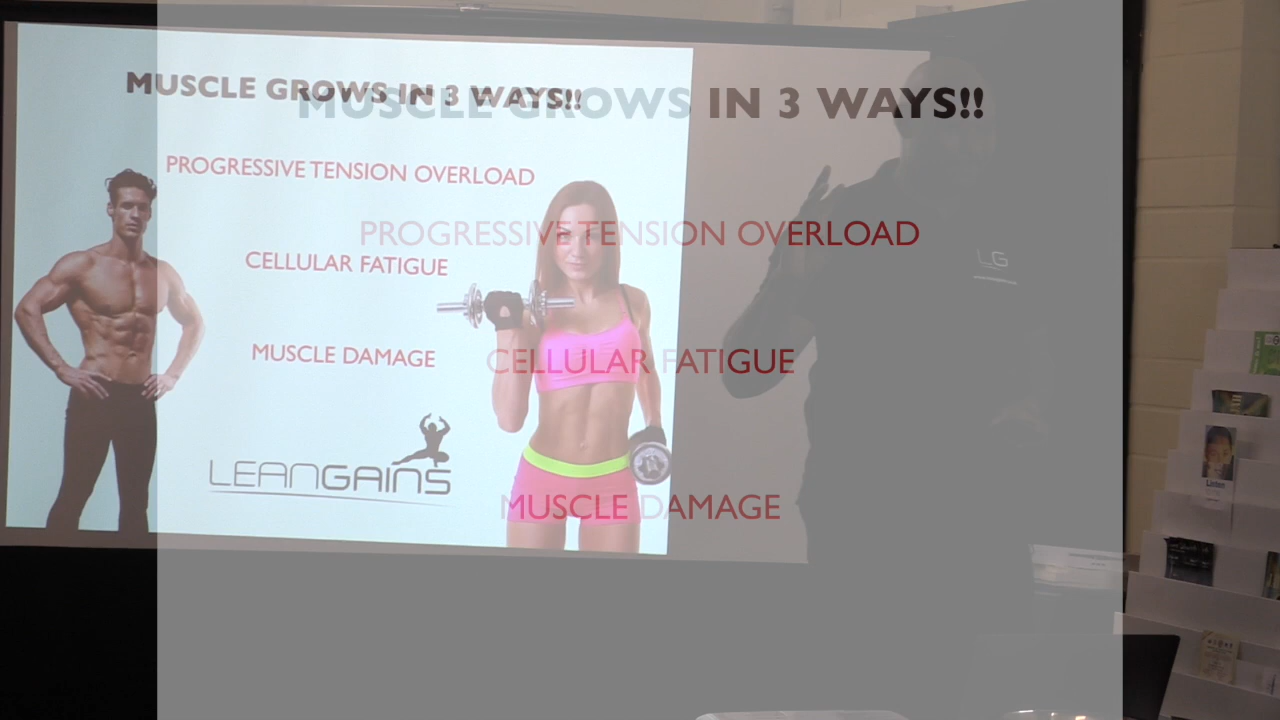 MUSCLE GROWS IN 3 WAYS!!
PROGRESSIVE TENSION OVERLOAD
CELLULAR FATIGUE
MUSCLE DAMAGE
LEANGAINS
MUSCLE GROWS IN 3 WAYS!!
PROGRESSIVE TENSION OVERLOAD
CELLULAR FATIGUE
MUSCLE DAMAGE
LG
Listen